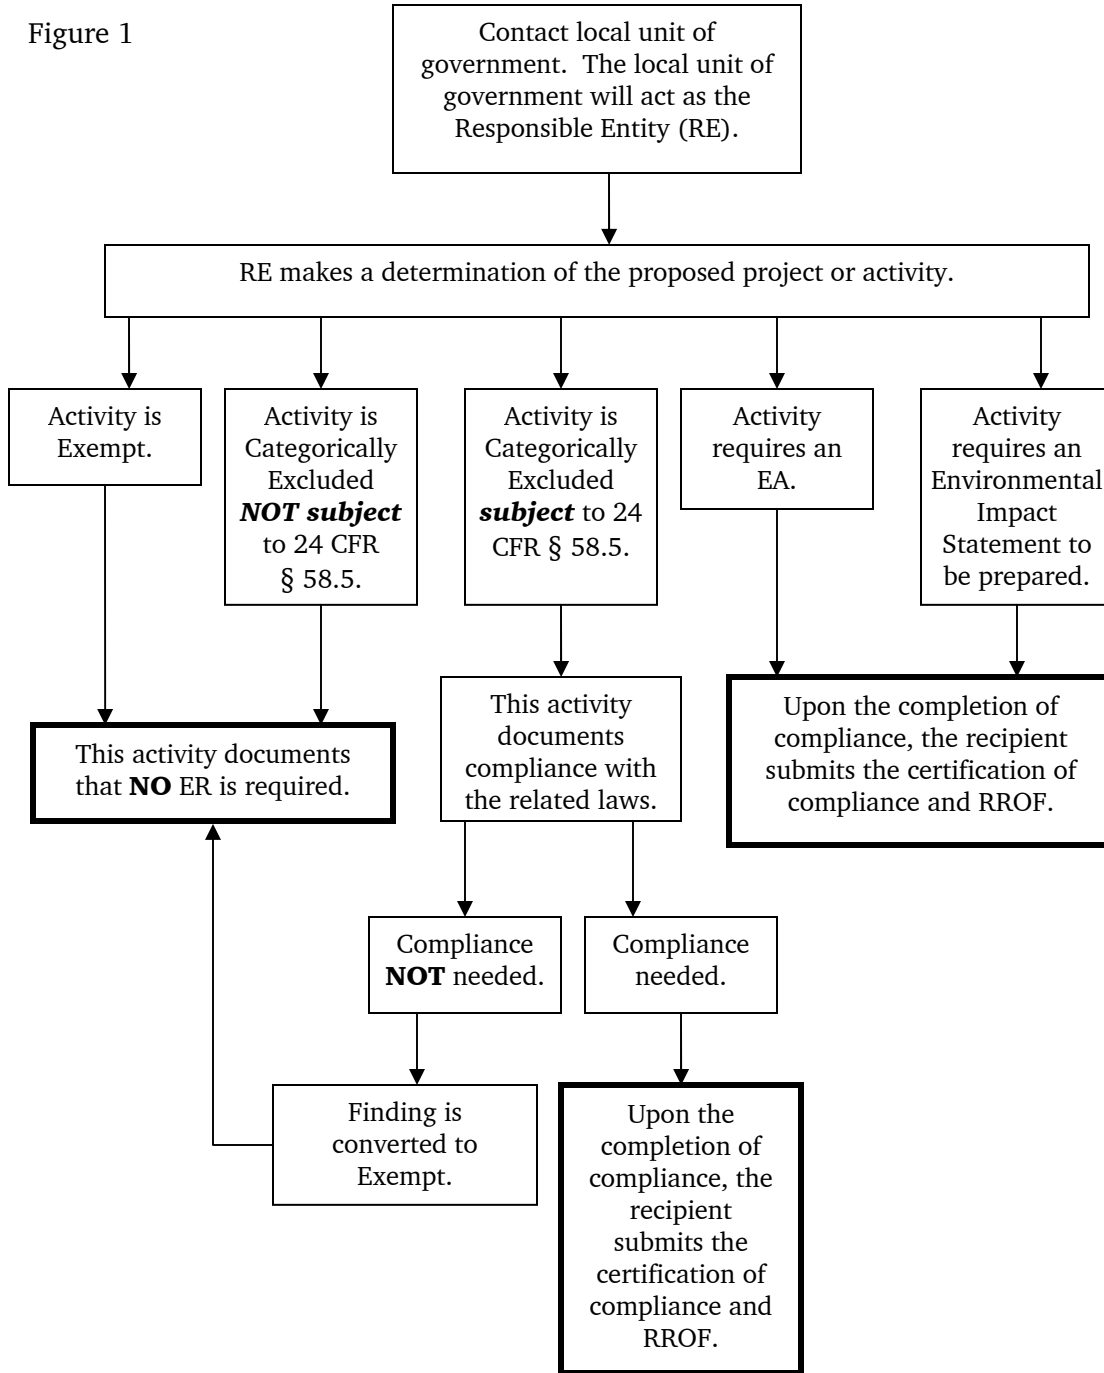 Figure 1
Contact local unit of
government. The local unit of
government will act as the
Responsible Entity (RE).
RE makes a determination of the proposed project or activity.
Activity is
Exempt.
Activity is
Categorically
Excluded
NOT subject
to 24 CFR
§ 58.5.
Activity is
Categorically
Excluded
subject to 24
CFR § 58.5.
Activity
requires an
EA.
Activity
requires an
Environmental
Impact
Statement to
be prepared.
This activity documents
that NO ER is required.
This activity
documents
compliance with
the related laws.
Upon the completion of
compliance, the recipient
submits the certification of
compliance and RROF.
Compliance
NOT needed.
Compliance
needed.
Finding is
converted to
Exempt.
Upon the
completion of
compliance, the
recipient
submits the
certification of
compliance and
RROF.